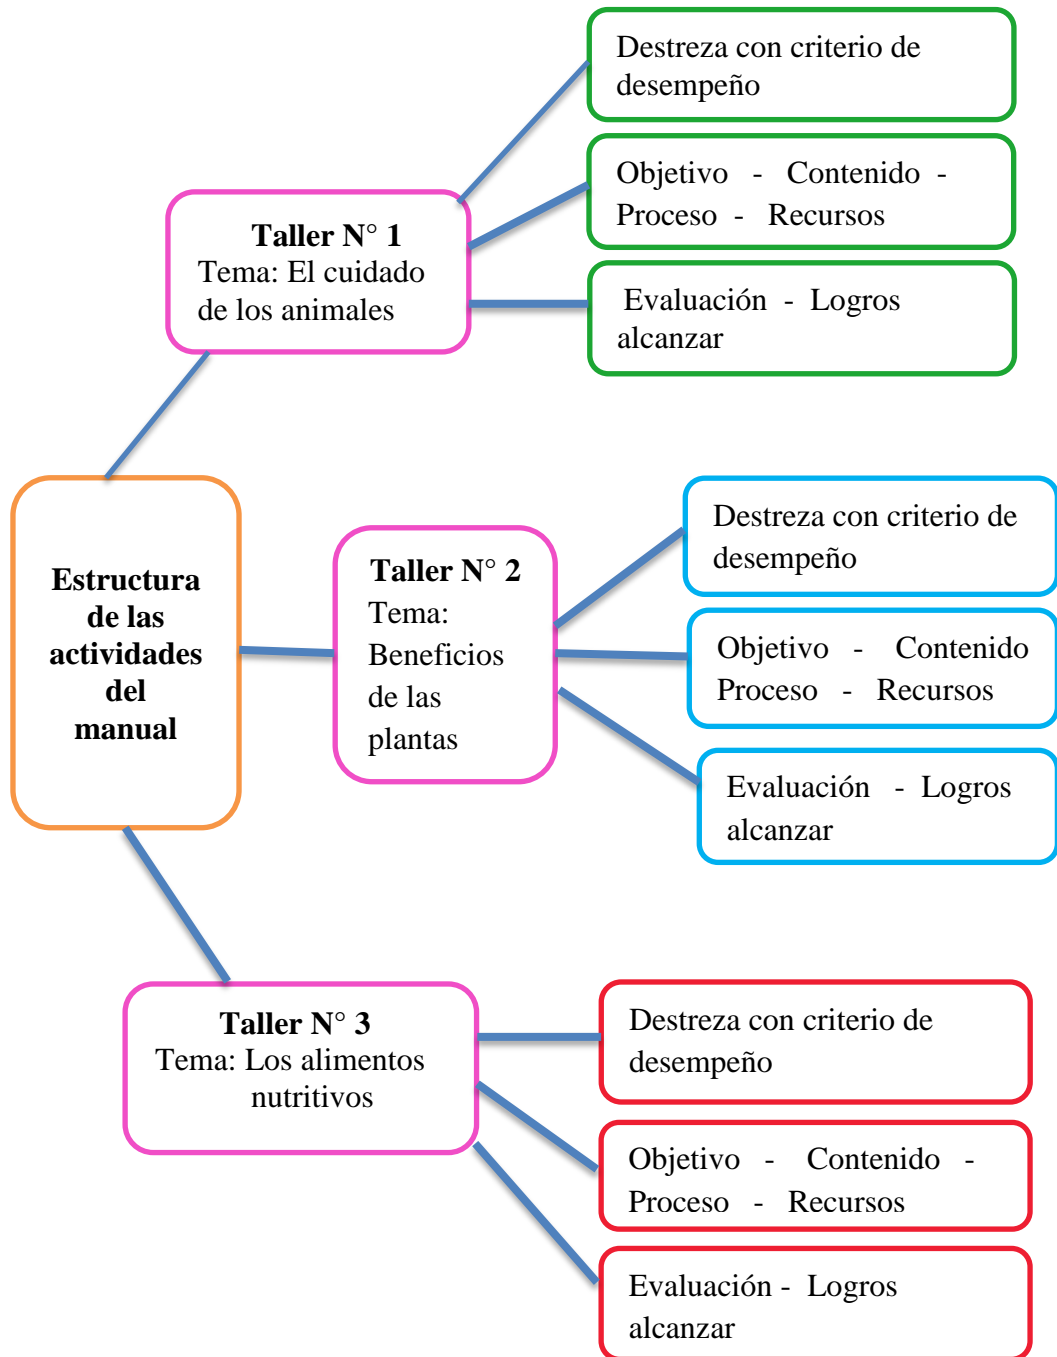 Destreza con criterio de
desempeño
Objetivo - Contenido -
Proceso - Recursos
Taller N° 1
Tema: El cuidado
de los animales
Evaluación - Logros
alcanzar
Estructura
de las
actividades
del
manual
Taller N° 2
Tema:
Beneficios
de las
plantas
Destreza con criterio de
desempeño
Objetivo - Contenido
Proceso - Recursos
Evaluación - Logros
alcanzar
Taller N° 3
Tema: Los alimentos
nutritivos
Destreza con criterio de
desempeño
Objetivo - Contenido -
Proceso - Recursos
Evaluación - Logros
alcanzar